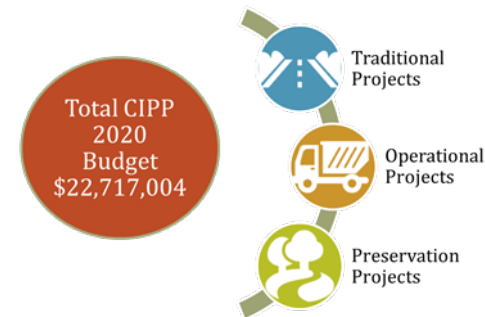 Total CIPP
2020
Budget
$22,717,004
Traditional
Projects
Operational
Projects
Preservation
Projects